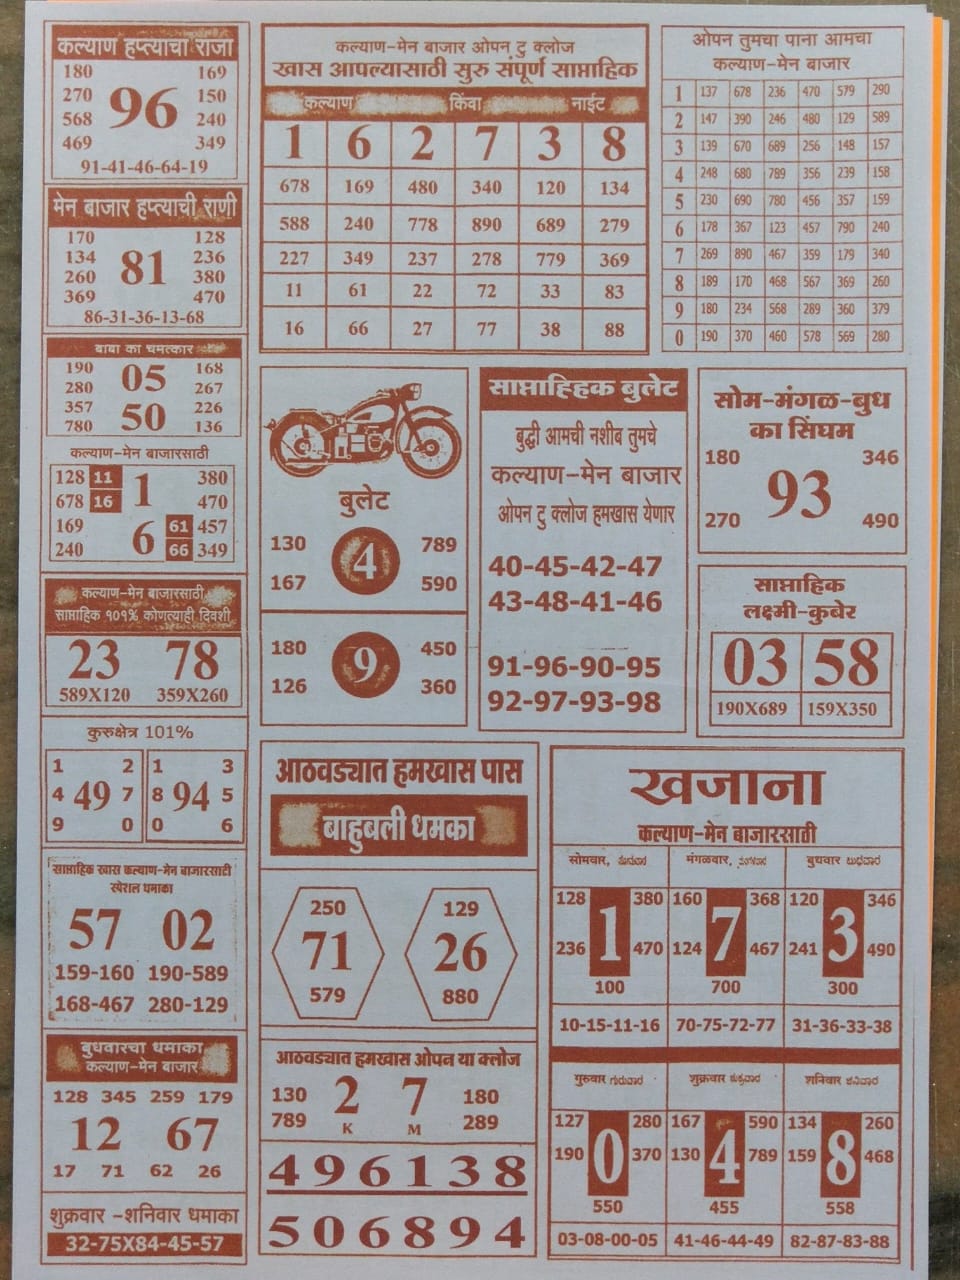 कल्याण हप्त्याचा राजा
180 169
270 96 150
568 240
469 349
91-41-46-64-19
मेन बाजार हप्त्याची राणी
170 128
134 81 236
260 380
369 470
86-31-36-13-68
बाबा का चमत्कार
190 05 168
280 267
357 50 226
780 136
कल्याण-मेन बाजारसाठी
128 11 1 380
678 16 470
169 6 61 457
240 66 349
कल्याण-मेन बाजारसाठी
साप्ताहिक १०१% कोणत्याही दिवशी
23 78
589X120 359X260
कुरुक्षेत्र 101%
1 2 1 3
4 49 7 8 94 5
9 0 0 6
साप्ताहिक खास कल्याण-मेन बाजारसाटी
स्पेशल धमाका
57 02
159-160 190-589
168-467 280-129
बुधवारचा धमाका
कल्याण-मेन बाजार
128 345 259 179
12 67
17 71 62 26
शुक्रवार -शनिवार धमाका
32-75X84-45-57
कल्याण-मेन बाजार ओपन टु क्लोज
खास आपल्यासाठी सुरु संपूर्ण साप्ताहिक
कल्याण किंवा नाईट
1 6 2 7 3 8
678 169 480 340 120 134
588 240 778 890 689 279
227 349 237 278 779 369
11 61 22 72 33 83
16 66 27 77 38 88
ओपन तुमचा पाना आमचा
कल्याण-मेन बाजार
1 137 678 236 470 579 290
2 147 390 246 480 129 589
3 139 670 689 256 148 157
4 248 680 789 356 239 158
5 230 690 780 456 357 159
6 178 367 123 457 790 240
7 269 890 467 359 179 340
8 189 170 468 567 369 260
9 180 234 568 289 360 379
0 190 370 460 578 569 280
बुलेट
130 4 789
167 590
180 9 450
126 360
साप्ताहिहक बुलेट
बुद्धी आमची नशीब तुमचे
कल्याण-मेन बाजार
ओपन टु क्लोज हमखास येणार
40-45-42-47
43-48-41-46
91-96-90-95
92-97-93-98
सोम-मंगळ-बुध
का सिंघम
180 346
93
270 490
साप्ताहिक
लक्ष्मी-कुबेर
03 58
190X689 159X350
आठवड्यात हमखास पास
बाहुबली धमका
250 129
71 26
579 880
आठवड्यात हमखास ओपन या क्लोज
130 2 7 180
789 K M 289
496138
506894
खजाना
कल्याण-मेन बाजारसाती
सोमवार, मंगळवार, बुधवार
128 1 380 160 7 368 120 3 346
236 470 124 467 241 490
100 700 300
10-15-11-16 70-75-72-77 31-36-33-38
गुरुवार शुक्रवार शनिवार
127 0 280 167 4 590 134 8 260
190 370 130 789 159 468
550 455 558
03-08-00-05 41-46-44-49 82-87-83-88